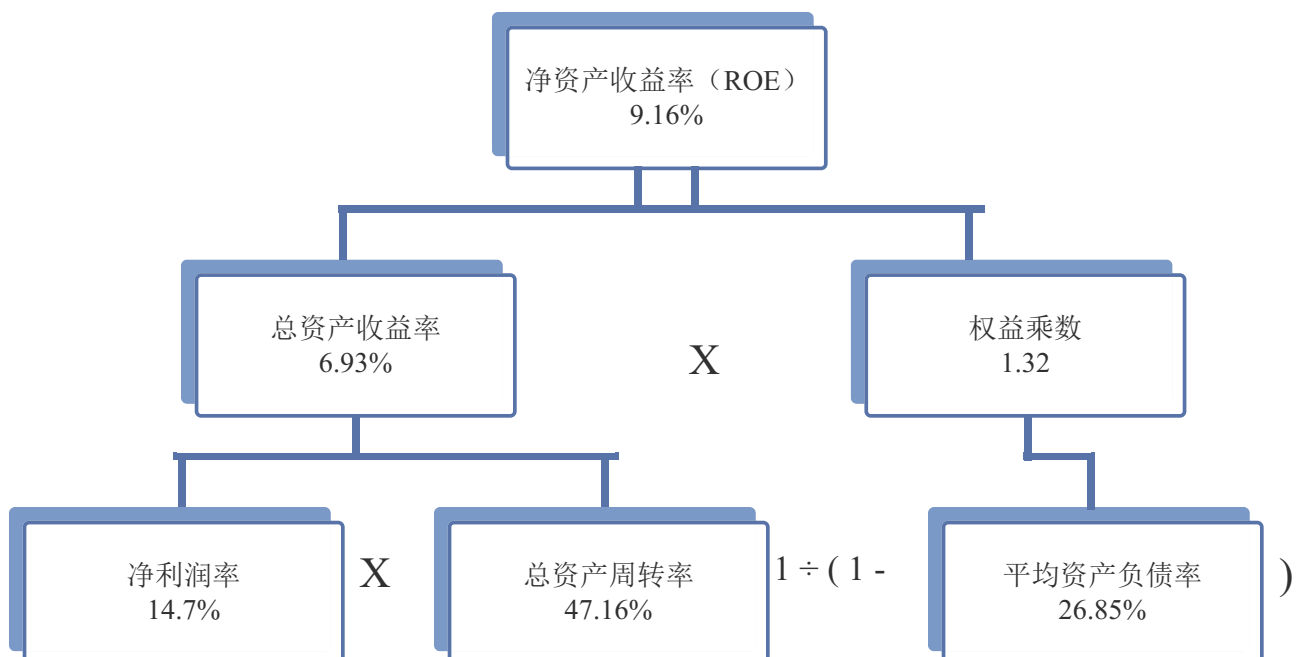 净资产收益率（ROE）
9.16%
总资产收益率
6.93%
X
权益乘数
1.32
净利润率
14.7%
X
总资产周转率
47.16%
1 ÷ ( 1 -
平均资产负债率
26.85%
)